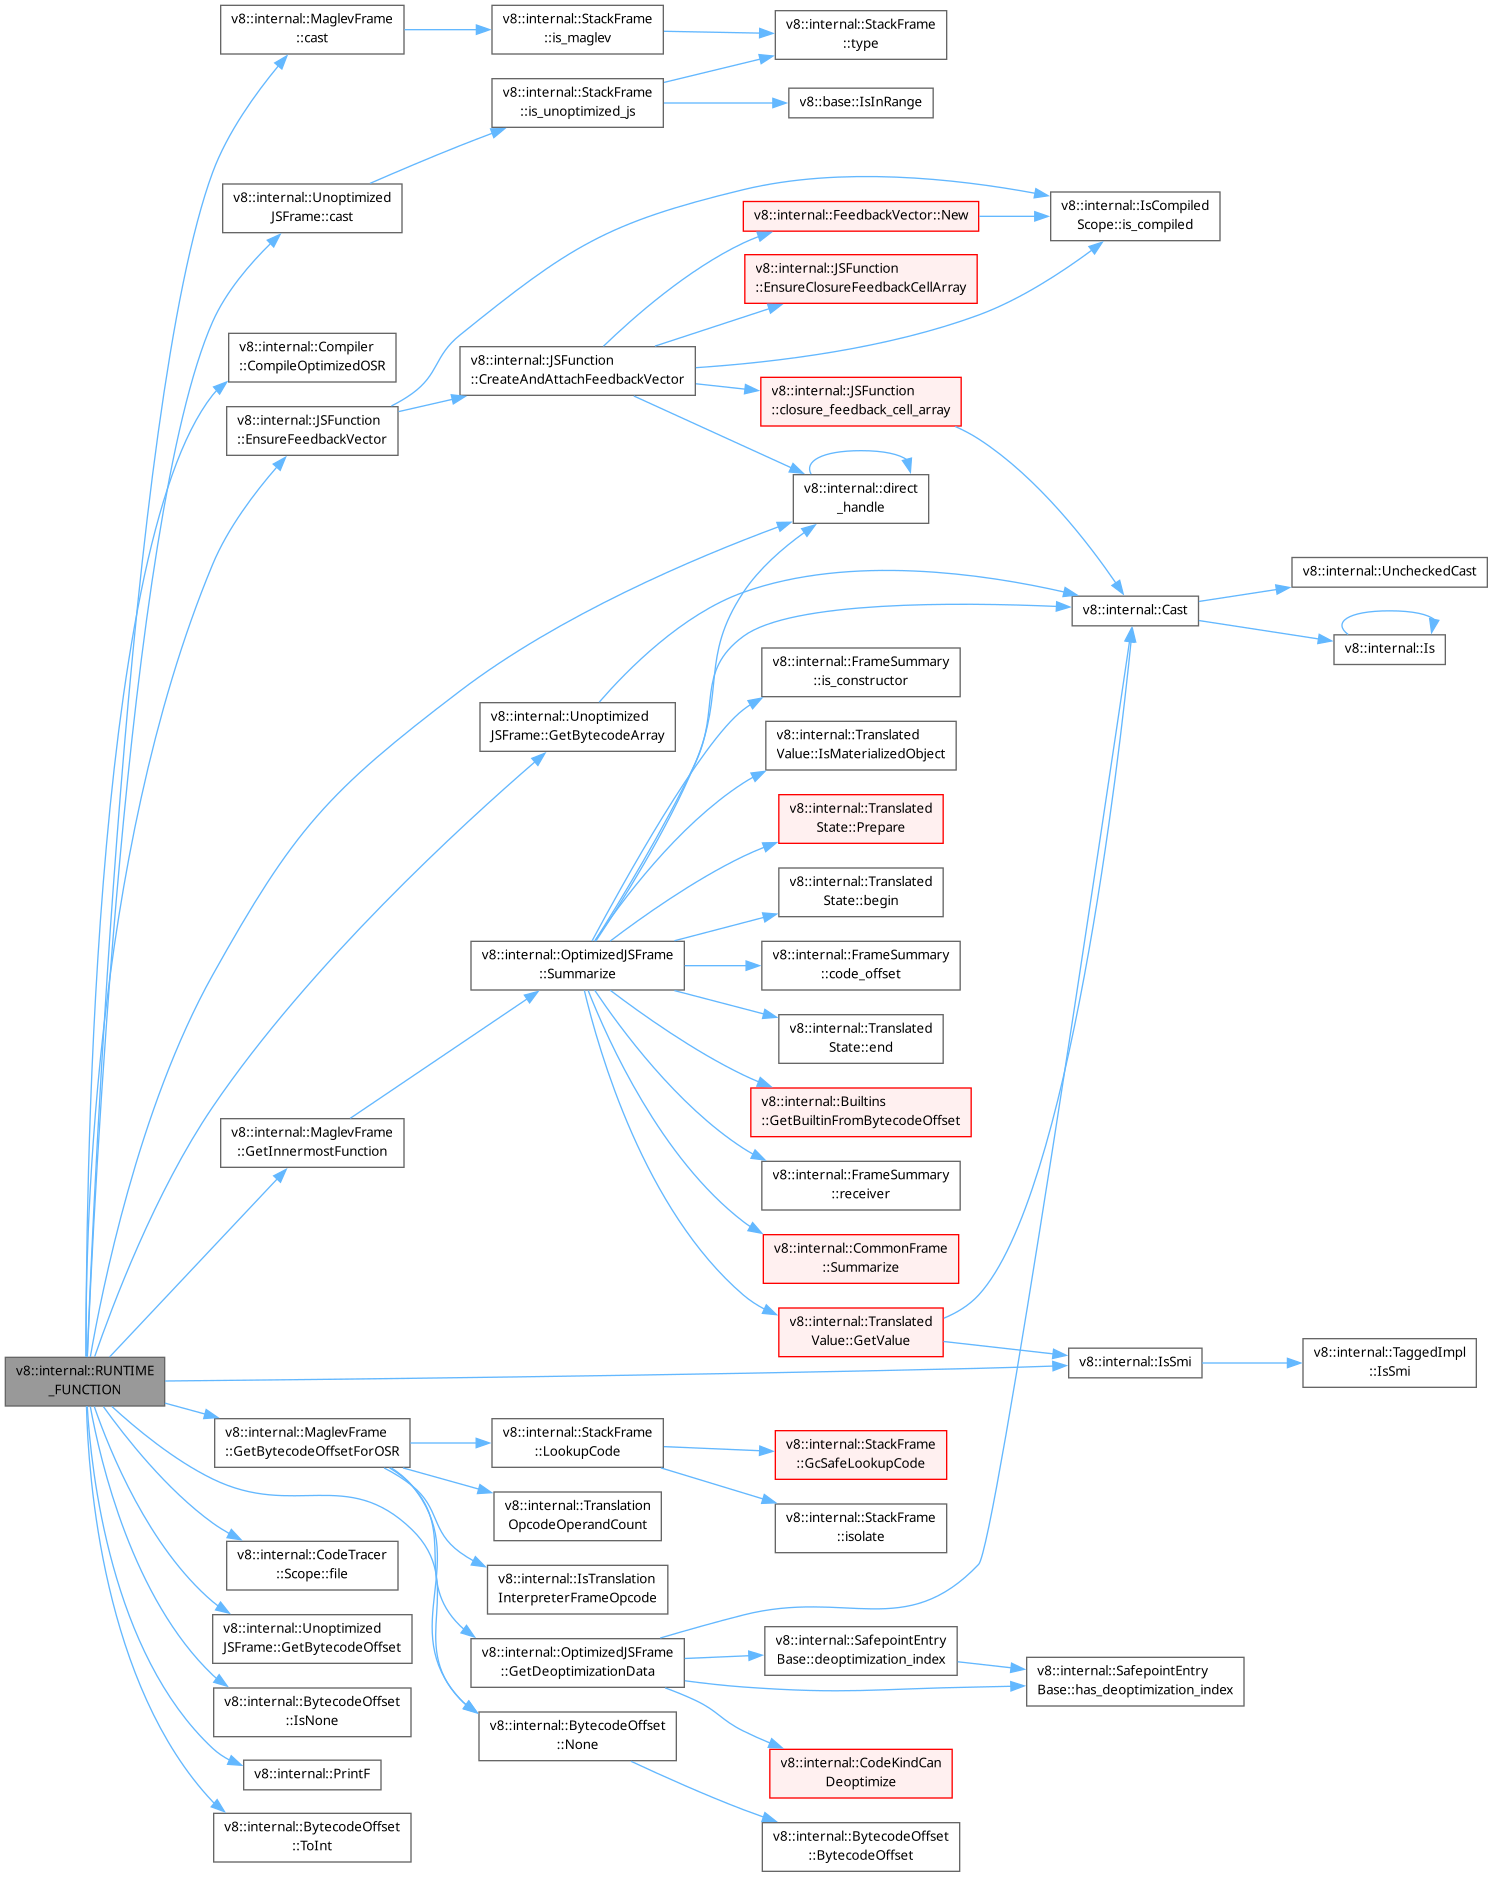 v8::internal::MaglevFrame
::cast
v8::internal::StackFrame
::is_maglev
v8::internal::StackFrame
::type
v8::internal::StackFrame
::is_unoptimized_js
v8::base::IsInRange
v8::internal::Unoptimized
JSFrame::cast
v8::internal::FeedbackVector::New
v8::internal::IsCompiled
Scope::is_compiled
v8::internal::JSFunction
::EnsureClosureFeedbackCellArray
v8::internal::Compiler
::CompileOptimizedOSR
v8::internal::JSFunction
::CreateAndAttachFeedbackVector
v8::internal::JSFunction
::closure_feedback_cell_array
v8::internal::JSFunction
::EnsureFeedbackVector
v8::internal::direct
_handle
v8::internal::UncheckedCast
v8::internal::Cast
v8::internal::Is
v8::internal::FrameSummary
::is_constructor
v8::internal::Unoptimized
JSFrame::GetBytecodeArray
v8::internal::Translated
Value::IsMaterializedObject
v8::internal::Translated
State::Prepare
v8::internal::Translated
State::begin
v8::internal::OptimizedJSFrame
::Summarize
v8::internal::FrameSummary
::code_offset
v8::internal::Translated
State::end
v8::internal::Builtins
::GetBuiltinFromBytecodeOffset
v8::internal::MaglevFrame
::GetInnermostFunction
v8::internal::FrameSummary
::receiver
v8::internal::CommonFrame
::Summarize
v8::internal::Translated
Value::GetValue
v8::internal::IsSmi
v8::internal::TaggedImpl
::IsSmi
v8::internal::RUNTIME
_FUNCTION
v8::internal::MaglevFrame
::GetBytecodeOffsetForOSR
v8::internal::StackFrame
::LookupCode
v8::internal::StackFrame
::GcSafeLookupCode
v8::internal::Translation
OpcodeOperandCount
v8::internal::StackFrame
::isolate
v8::internal::CodeTracer
::Scope::file
v8::internal::IsTranslation
InterpreterFrameOpcode
v8::internal::Unoptimized
JSFrame::GetBytecodeOffset
v8::internal::OptimizedJSFrame
::GetDeoptimizationData
v8::internal::SafepointEntry
Base::deoptimization_index
v8::internal::SafepointEntry
Base::has_deoptimization_index
v8::internal::BytecodeOffset
::IsNone
v8::internal::BytecodeOffset
::None
v8::internal::CodeKindCan
Deoptimize
v8::internal::PrintF
v8::internal::BytecodeOffset
::ToInt
v8::internal::BytecodeOffset
::BytecodeOffset